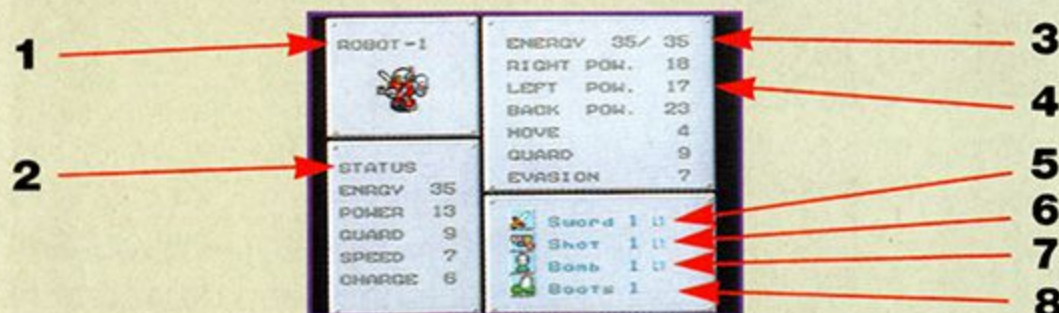 1
ROBOT-1
2
STATUS
ENRGY 35
POWER 13
GUARD 9
SPEED 7
CHARGE 6
ENERGY 35/ 35
RIGHT POW. 18
LEFT POW. 17
BACK POW. 23
MOVE 4
GUARD 9
EVASION 7
Sword 1
Shot 1
Bomb 1
Boots 1
3
4
5
6
7
8